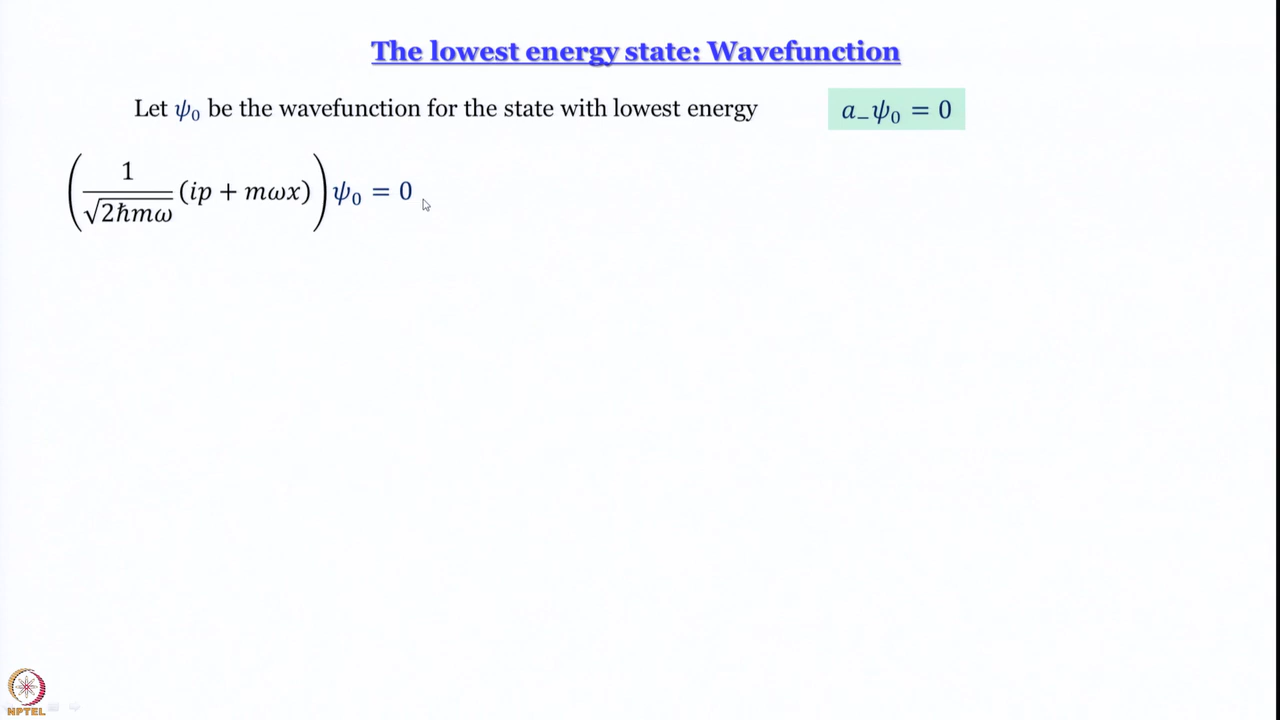 The lowest energy state: Wavefunction
Let ψ₀ be the wavefunction for the state with lowest energy a₋ψ₀ = 0
(1/√(2ℏmω) (ip + mωx)) ψ₀ = 0
NPTEL